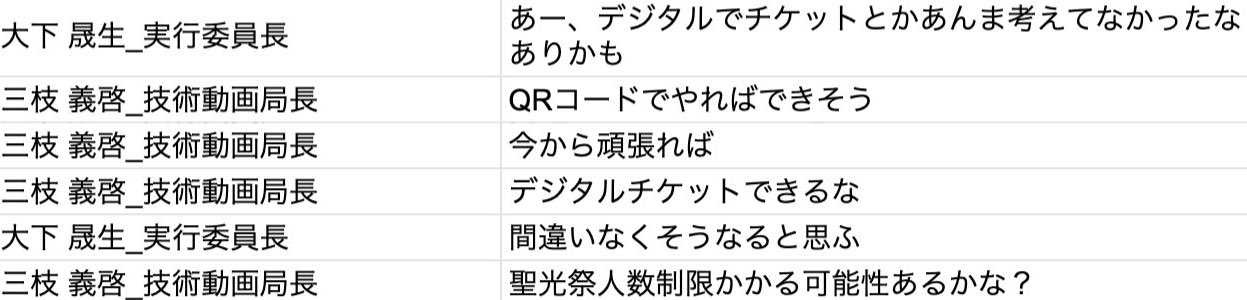 大下 晟生_実行委員長
あー、デジタルでチケットとかあんま考えてなかったな
ありかも
三枝 義啓_技術動画局長
QRコードでやればできそう
三枝 義啓_技術動画局長
今から頑張れば
三枝 義啓_技術動画局長
デジタルチケットできるな
大下 晟生_実行委員長
間違いなくそうなると思ふ
三枝 義啓_技術動画局長
聖光祭人数制限かかる可能性あるかな？